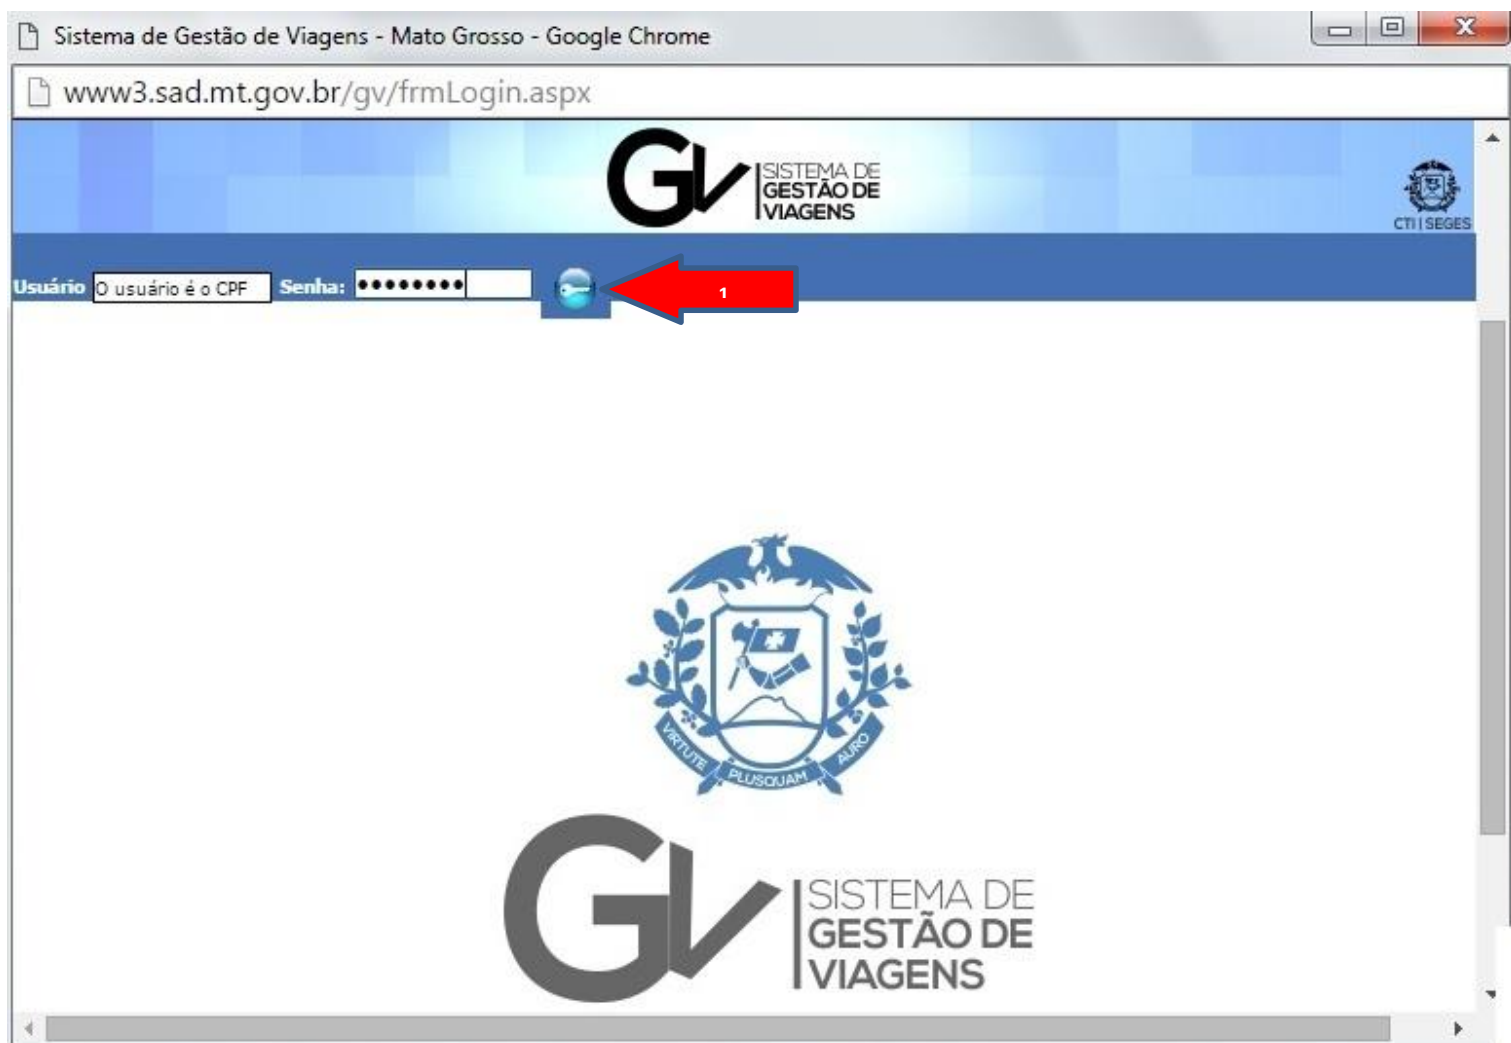 Sistema de Gestão de Viagens - Mato Grosso - Google Chrome
www3.sad.mt.gov.br/gv/frmLogin.aspx
GV SISTEMA DE
GESTÃO DE
VIAGENS
CTI | SEGES
Usuário O usuário é o CPF Senha: ••••••••
1
VIRTUTE PLUSQUAM AURO
GV SISTEMA DE
GESTÃO DE
VIAGENS